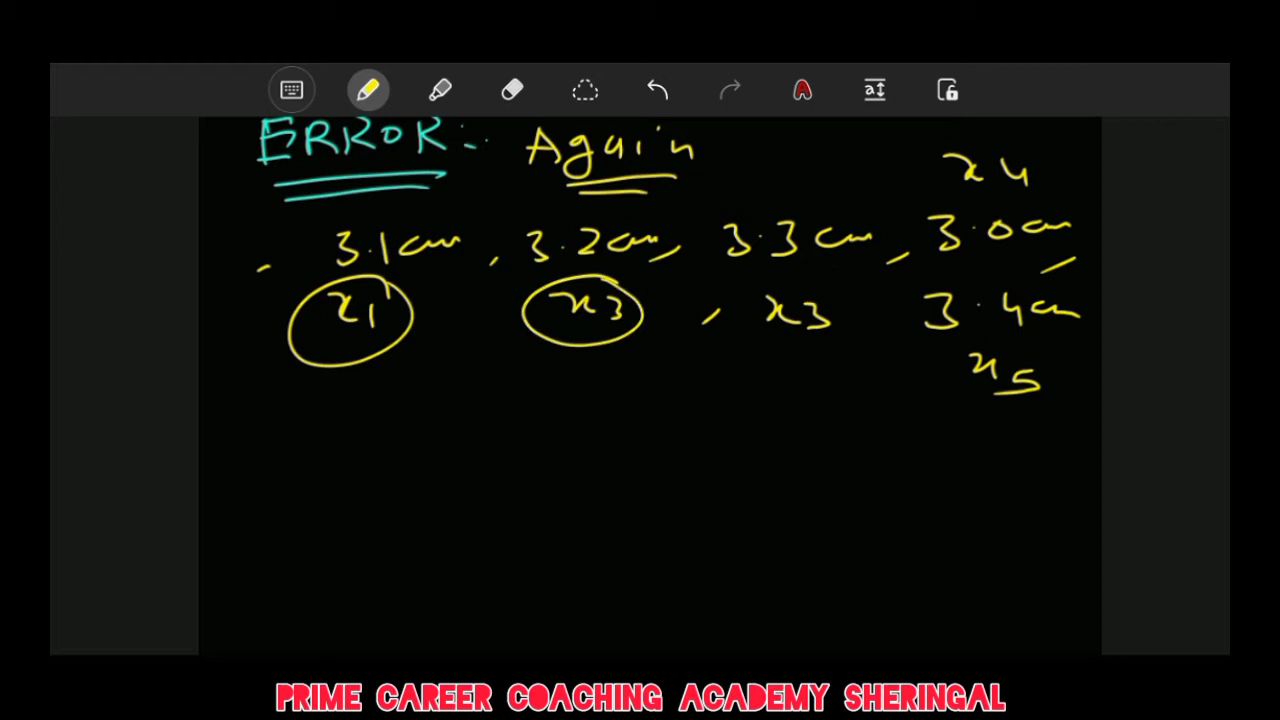 ERROR:- Again
x4
3.1cm, 3.2cm, 3.3cm, 3.0cm,
x1 x3, x3 3.4cm
x5
PRIME CAREER COACHING ACADEMY SHERINGAL